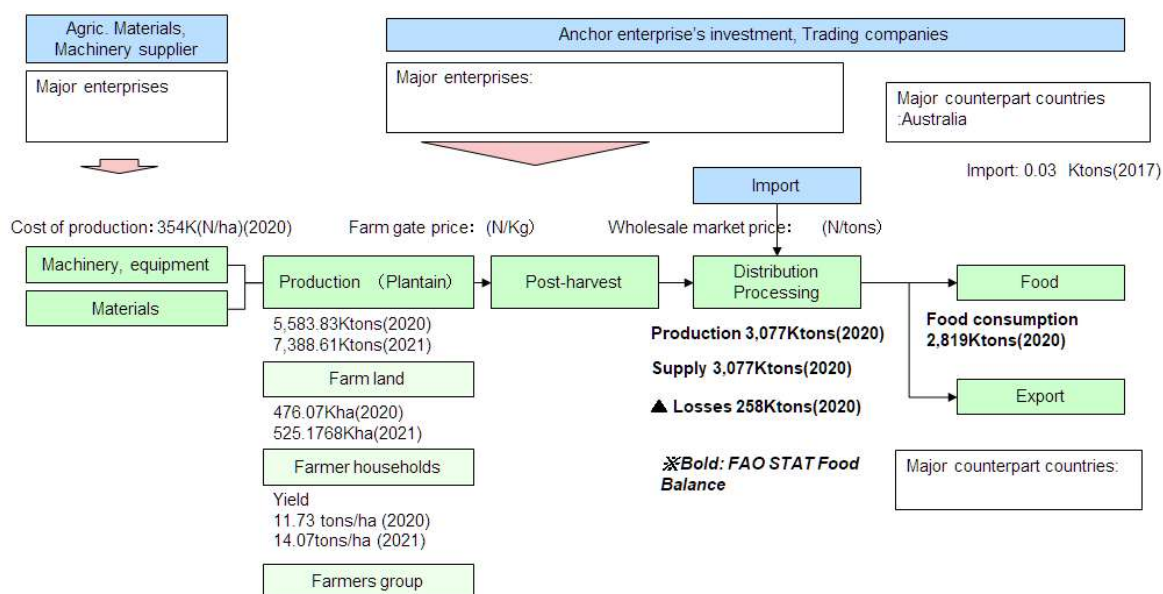 Agric. Materials,
Machinery supplier
Anchor enterprise's investment, Trading companies
Major enterprises
Major enterprises:
Major counterpart countries
:Australia
Import
Import: 0.03 Ktons(2017)
Cost of production: 354K(N/ha)(2020)
Farm gate price: (N/Kg)
Wholesale market price: (N/tons)
Machinery, equipment
Materials
Production （Plantain）
Post-harvest
Distribution
Processing
Food
5,583.83Ktons(2020)
7,388.61Ktons(2021)
Production 3,077Ktons(2020)
Supply 3,077Ktons(2020)
▲ Losses 258Ktons(2020)
Food consumption
2,819Ktons(2020)
Farm land
Export
476.07Kha(2020)
525.1768Kha(2021)
Farmer households
※Bold: FAO STAT Food
Balance
Major counterpart countries:
Yield
11.73 tons/ha (2020)
14.07tons/ha (2021)
Farmers group